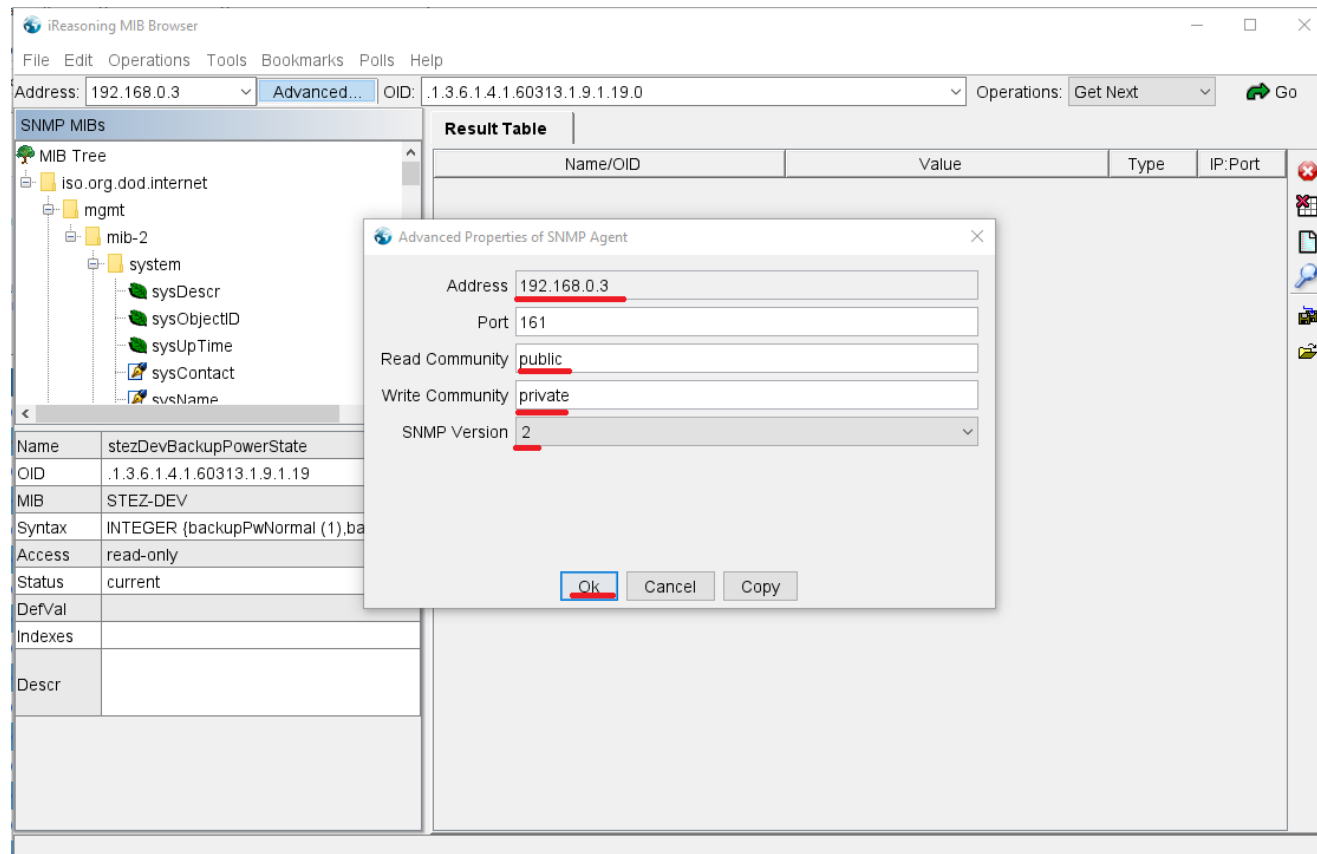 iReasoning MIB Browser
File Edit Operations Tools Bookmarks Polls Help
Address: 192.168.0.3 Advanced... OID: .1.3.6.1.4.1.60313.1.9.1.19.0 Operations: Get Next Go
SNMP MIBs
Result Table
MIB Tree
Name/OID Value Type IP:Port
iso.org.dod.internet
mgmt
mib-2
system
sysDescr
sysObjectID
sysUpTime
sysContact
sysName
Advanced Properties of SNMP Agent
Address 192.168.0.3
Port 161
Read Community public
Write Community private
SNMP Version 2
Ok Cancel Copy
Name stezDevBackupPowerState
OID .1.3.6.1.4.1.60313.1.9.1.19
MIB STEZ-DEV
Syntax INTEGER {backupPwNormal (1),ba
Access read-only
Status current
DefVal
Indexes
Descr